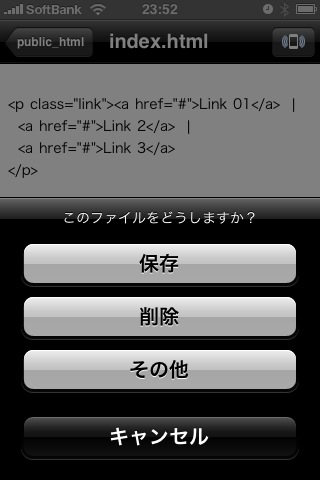 SoftBank 23:52
public_html index.html
<p class="link"><a href="#">Link 01</a> |
<a href="#">Link 2</a> |
<a href="#">Link 3</a>
</p>
このファイルをどうしますか？
保存
削除
その他
キャンセル